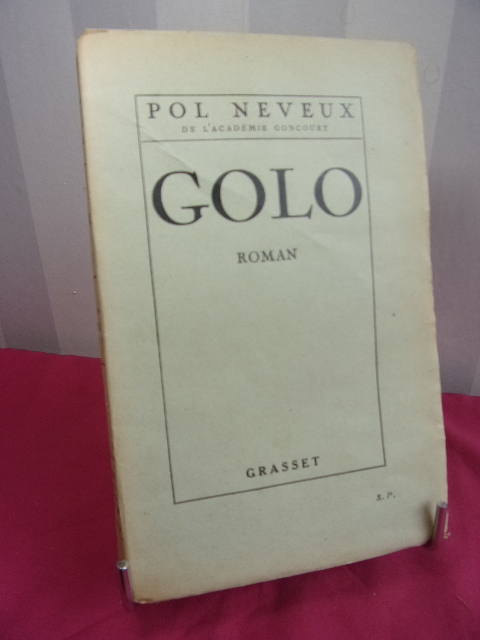 POL NEVEUX
DE L'ACADÉMIE GONCOURT
GOLO
ROMAN
GRASSET
S. P.